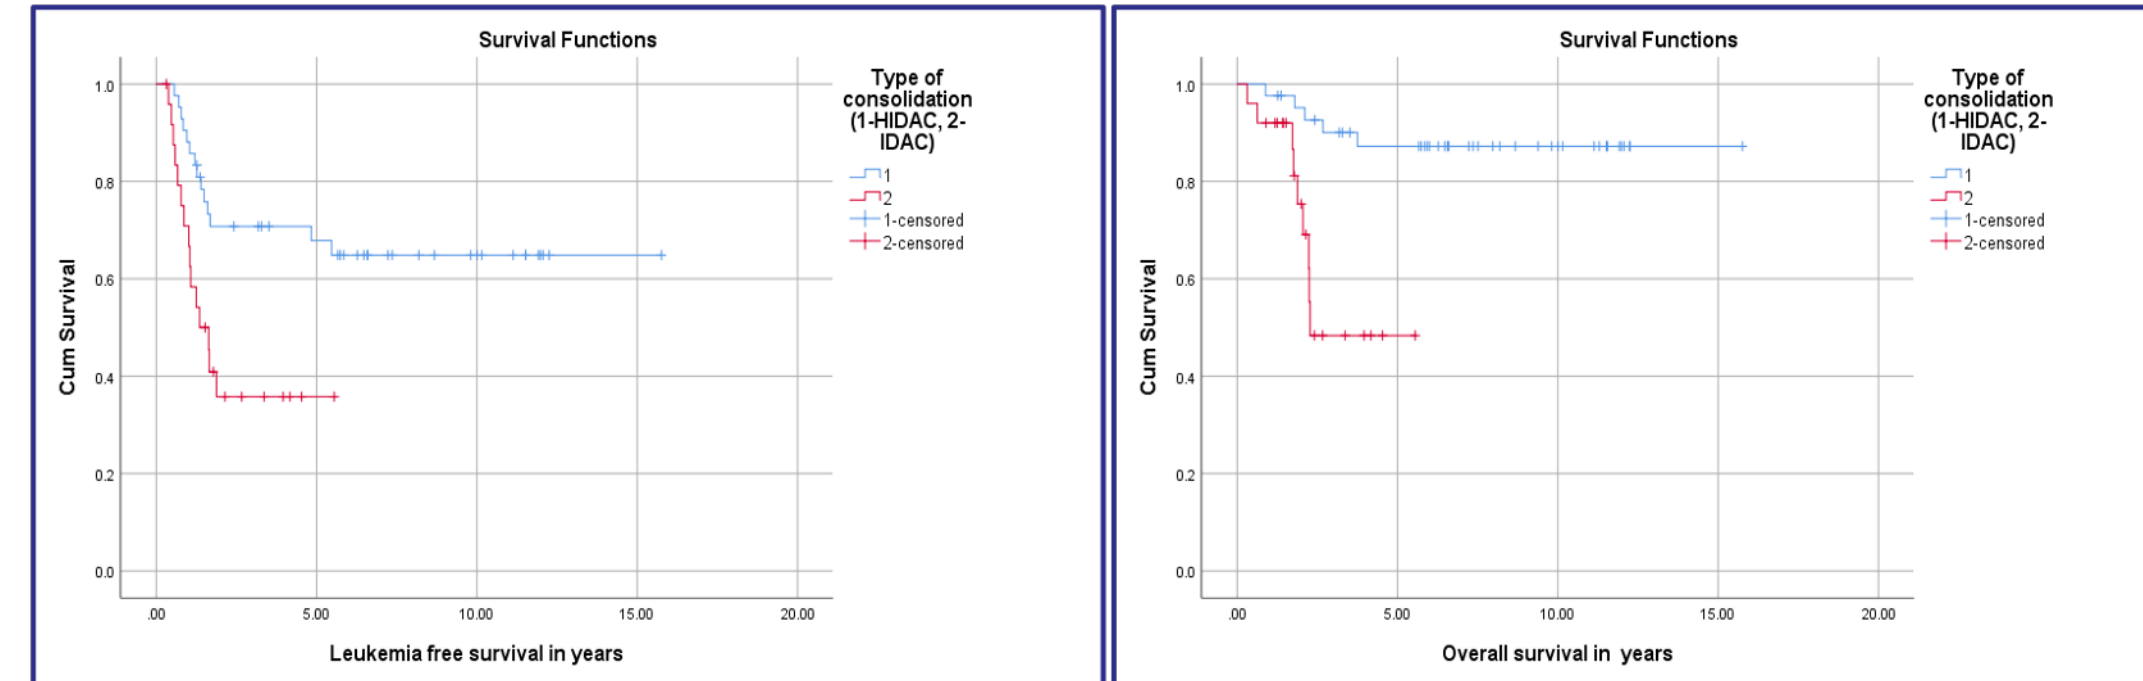 Survival Functions
Cum Survival
1.0
0.8
0.6
0.4
0.2
0.0
.00
5.00
10.00
15.00
20.00
Leukemia free survival in years
Type of
consolidation
(1-HIDAC, 2-
IDAC)
1
2
1-censored
2-censored
Survival Functions
Cum Survival
1.0
0.8
0.6
0.4
0.2
0.0
.00
5.00
10.00
15.00
20.00
Overall survival in years
Type of
consolidation
(1-HIDAC, 2-
IDAC)
1
2
1-censored
2-censored